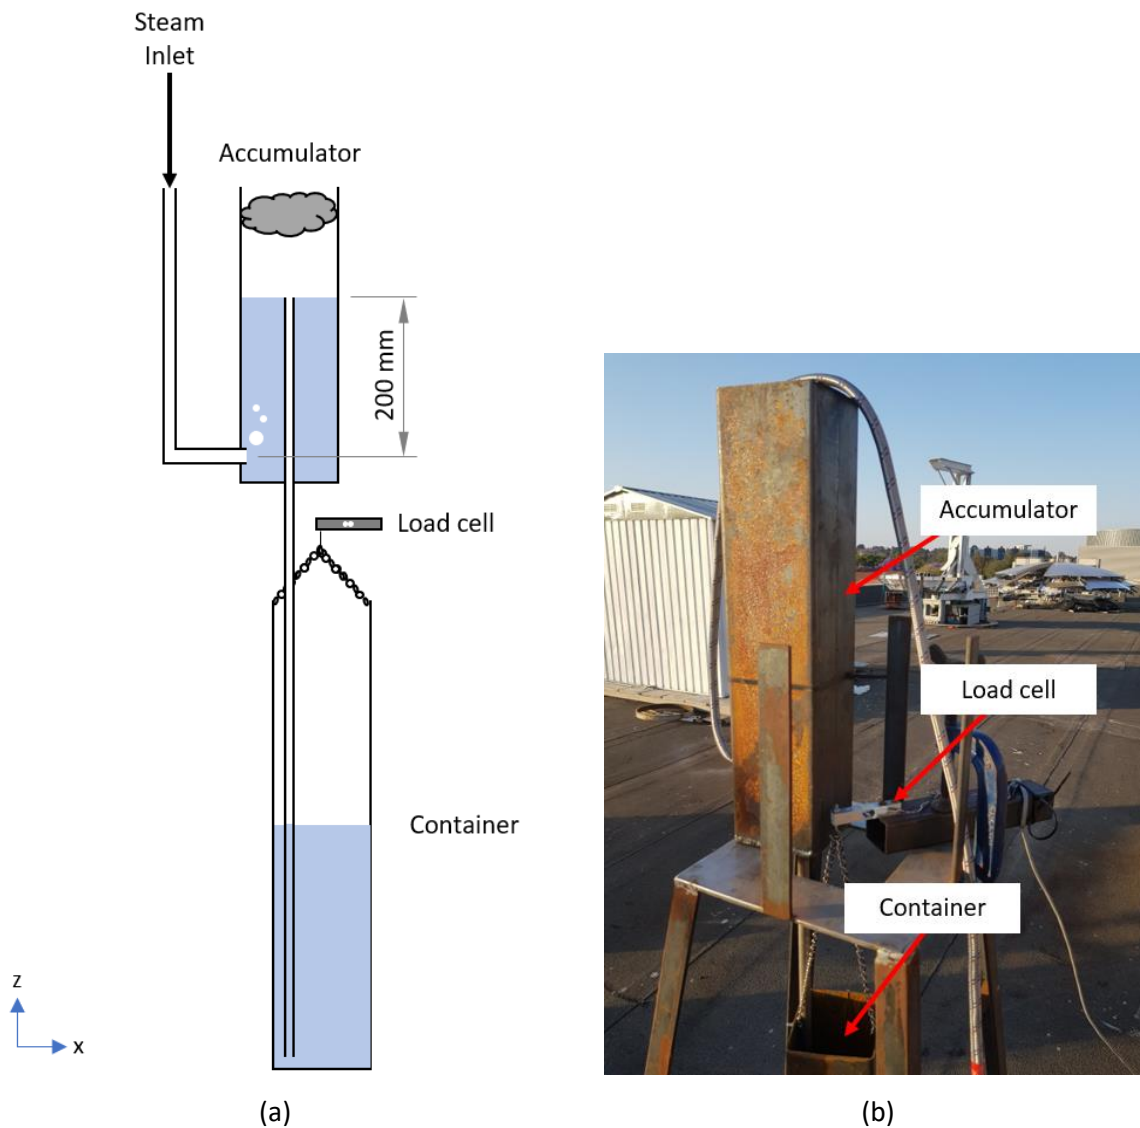 Steam
Inlet
Accumulator
200 mm
Load cell
Container
z
x
(a)
Accumulator
Load cell
Container
(b)